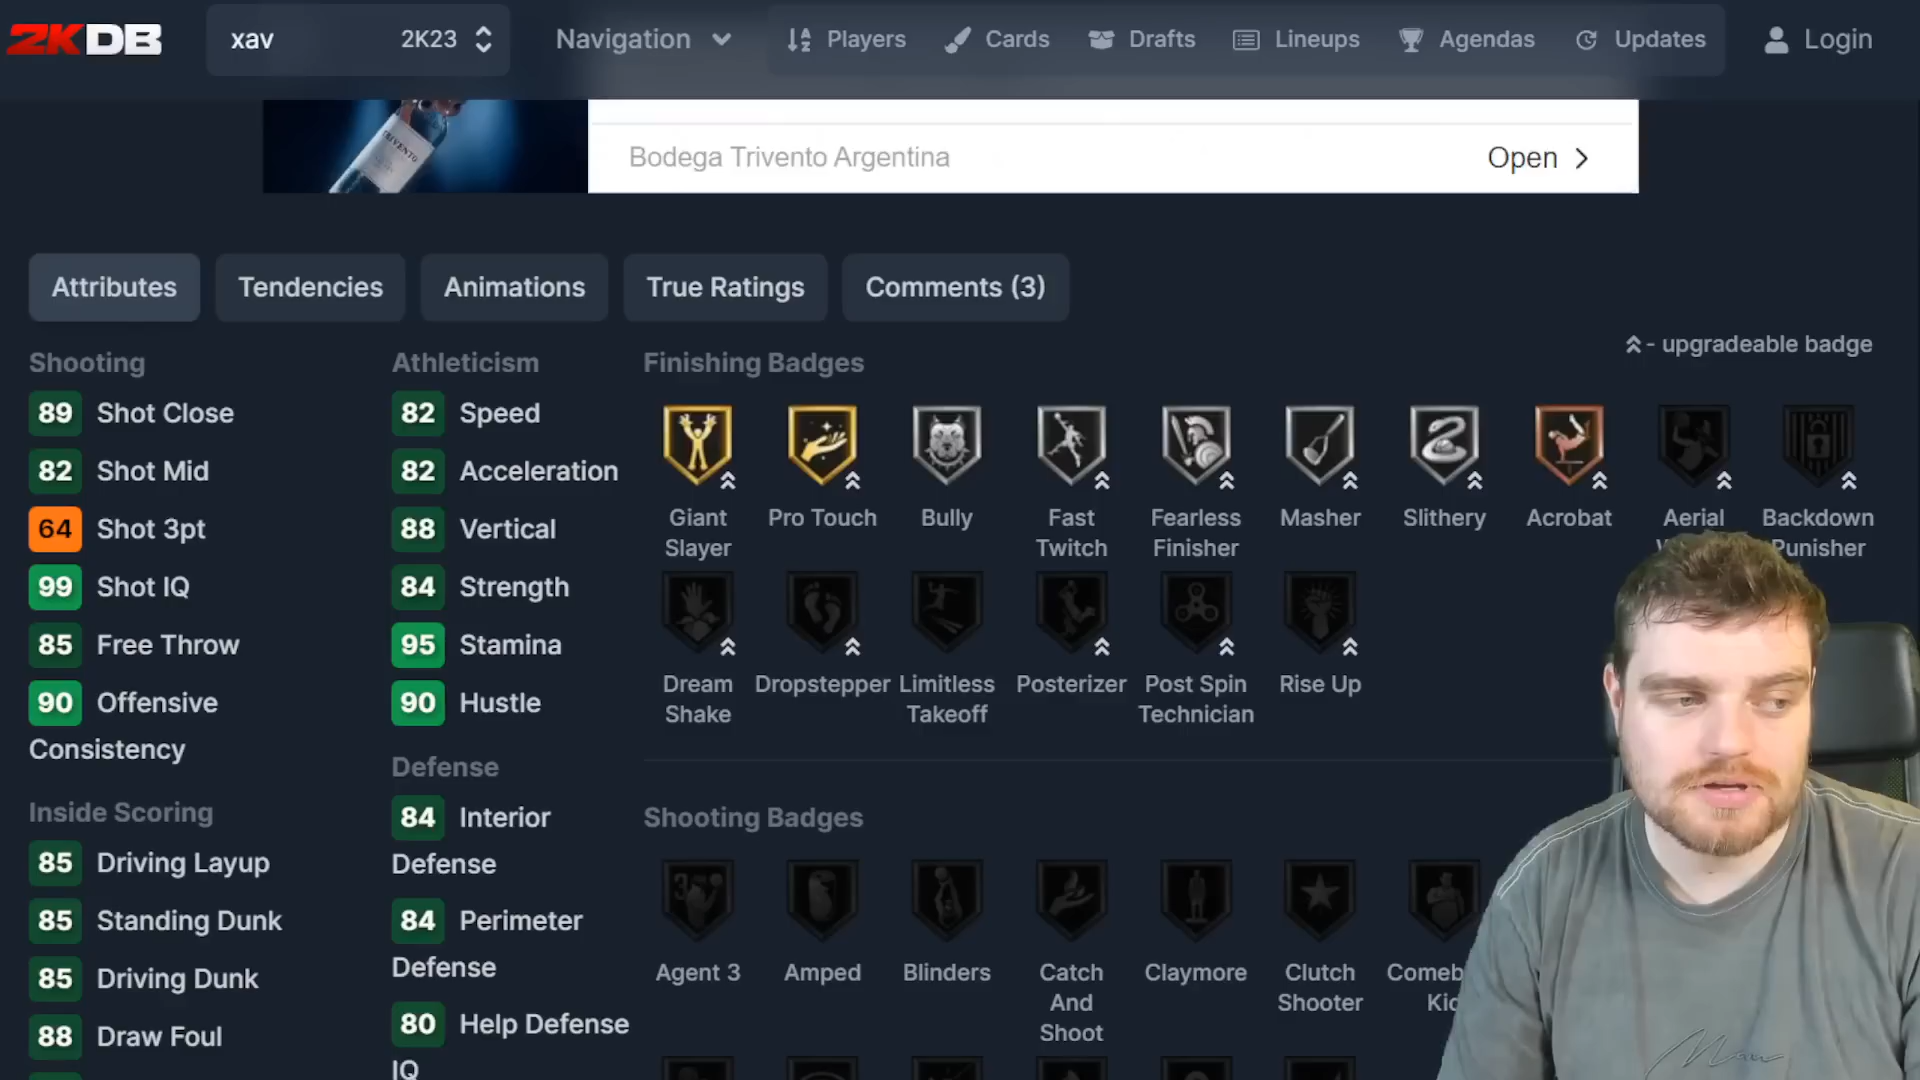 2KDB
xav
2K23
Navigation
Players
Cards
Drafts
Lineups
Agendas
Updates
Login
TRIVENTO
Bodega Trivento Argentina
Open
Attributes
Tendencies
Animations
True Ratings
Comments (3)
- upgradeable badge
Shooting
89 Shot Close
82 Shot Mid
64 Shot 3pt
99 Shot IQ
85 Free Throw
90 Offensive
Consistency
Inside Scoring
85 Driving Layup
85 Standing Dunk
85 Driving Dunk
88 Draw Foul
Athleticism
82 Speed
82 Acceleration
88 Vertical
84 Strength
95 Stamina
90 Hustle
Defense
84 Interior
Defense
84 Perimeter
Defense
80 Help Defense
IQ
Finishing Badges
Giant
Slayer
Pro Touch
Bully
Fast
Twitch
Fearless
Finisher
Masher
Slithery
Acrobat
Aerial
Backdown
Punisher
Dream
Shake
Dropstepper
Limitless
Takeoff
Posterizer
Post Spin
Technician
Rise Up
Shooting Badges
3
Agent 3
Amped
Blinders
Catch
And
Shoot
Claymore
Clutch
Shooter